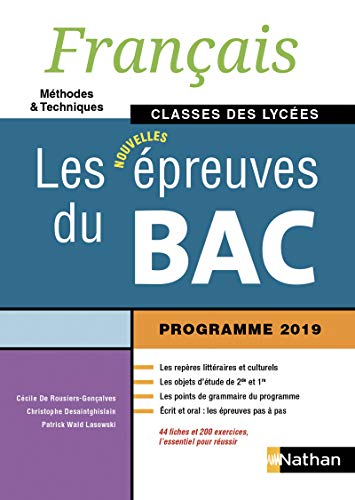 Français
Méthodes
& Techniques
CLASSES DES LYCÉES
NOUVELLES
Les épreuves
du BAC
PROGRAMME 2019
Les repères littéraires et culturels
Les objets d'étude de 2de et 1re
Les points de grammaire du programme
Écrit et oral : les épreuves pas à pas
44 fiches et 200 exercices,
l'essentiel pour réussir
Cécile De Rousiers-Gonçalves
Christophe Desaintghislain
Patrick Wald Lasowski
Nathan